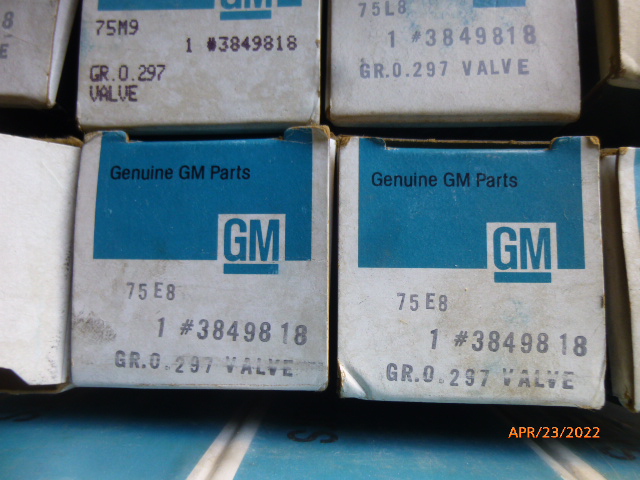 GM
75M9
1 #3849818
GR.0.297
VALVE
GM
75L8
1 #3849818
GR.0.297 VALVE
8
Genuine GM Parts
GM
75E8
1 #3849818
GR.0.297 VALVE
Genuine GM Parts
GM
75E8
1 #3849818
GR.0.297 VALVE
S
APR/23/2022